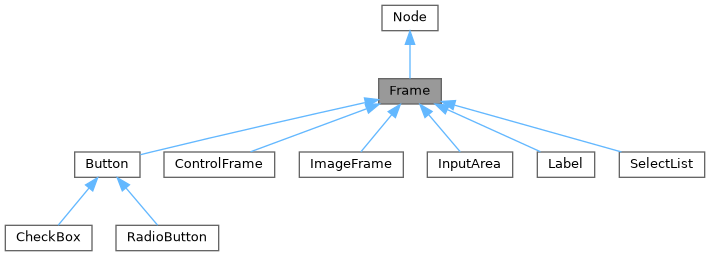 Node
Frame
Button
ControlFrame
ImageFrame
InputArea
Label
SelectList
CheckBox
RadioButton